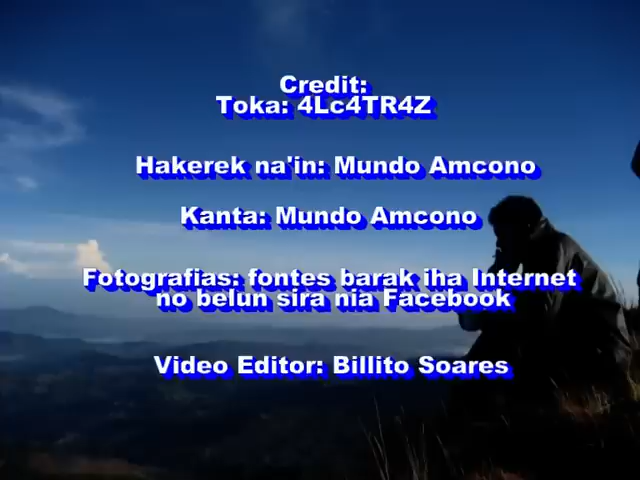 Credit:
Toka: 4Lc4TR4Z
Hakerek na'in: Mundo Amcono
Kanta: Mundo Amcono
Fotografias: fontes barak iha Internet
no belun sira nia Facebook
Video Editor: Billito Soares